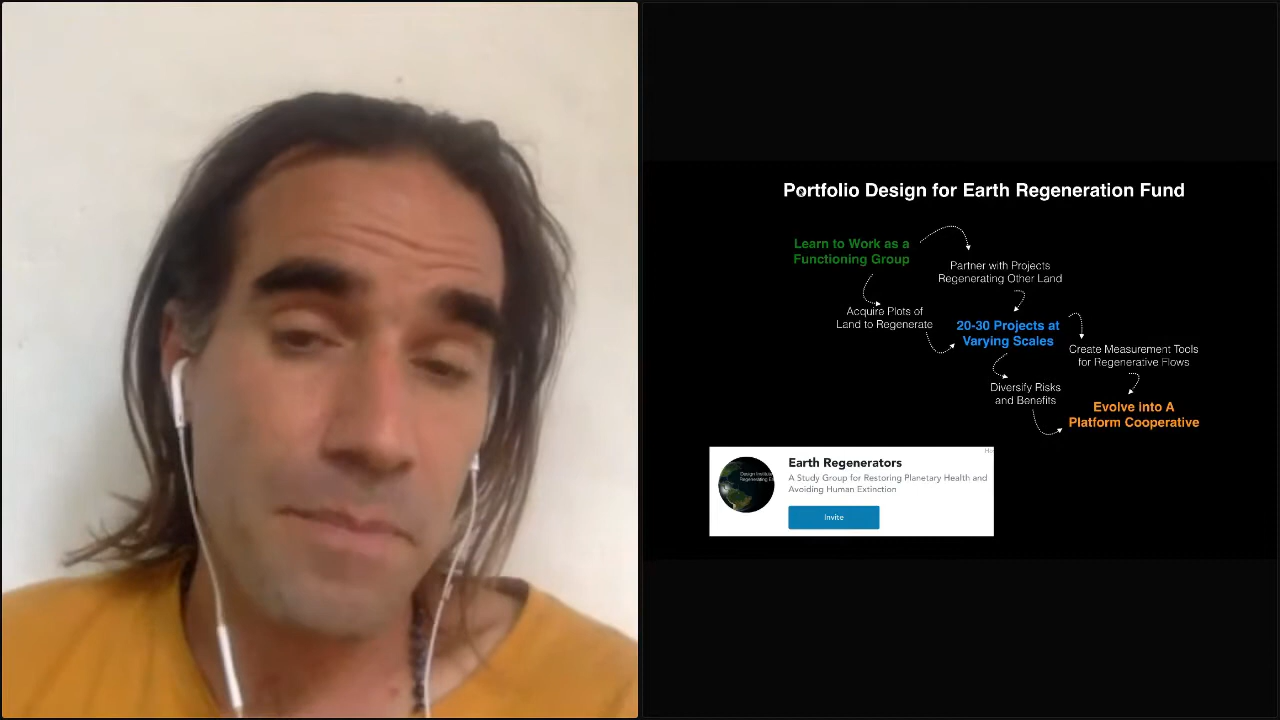 Portfolio Design for Earth Regeneration Fund
Learn to Work as a
Functioning Group
Partner with Projects
Regenerating Other Land
Acquire Plots of
Land to Regenerate
20-30 Projects at
Varying Scales
Create Measurement Tools
for Regenerative Flows
Diversify Risks
and Benefits
Evolve into A
Platform Cooperative
Earth Regenerators
A Study Group for Restoring Planetary Health and
Avoiding Human Extinction
Invite
Design Institute
Regenerating